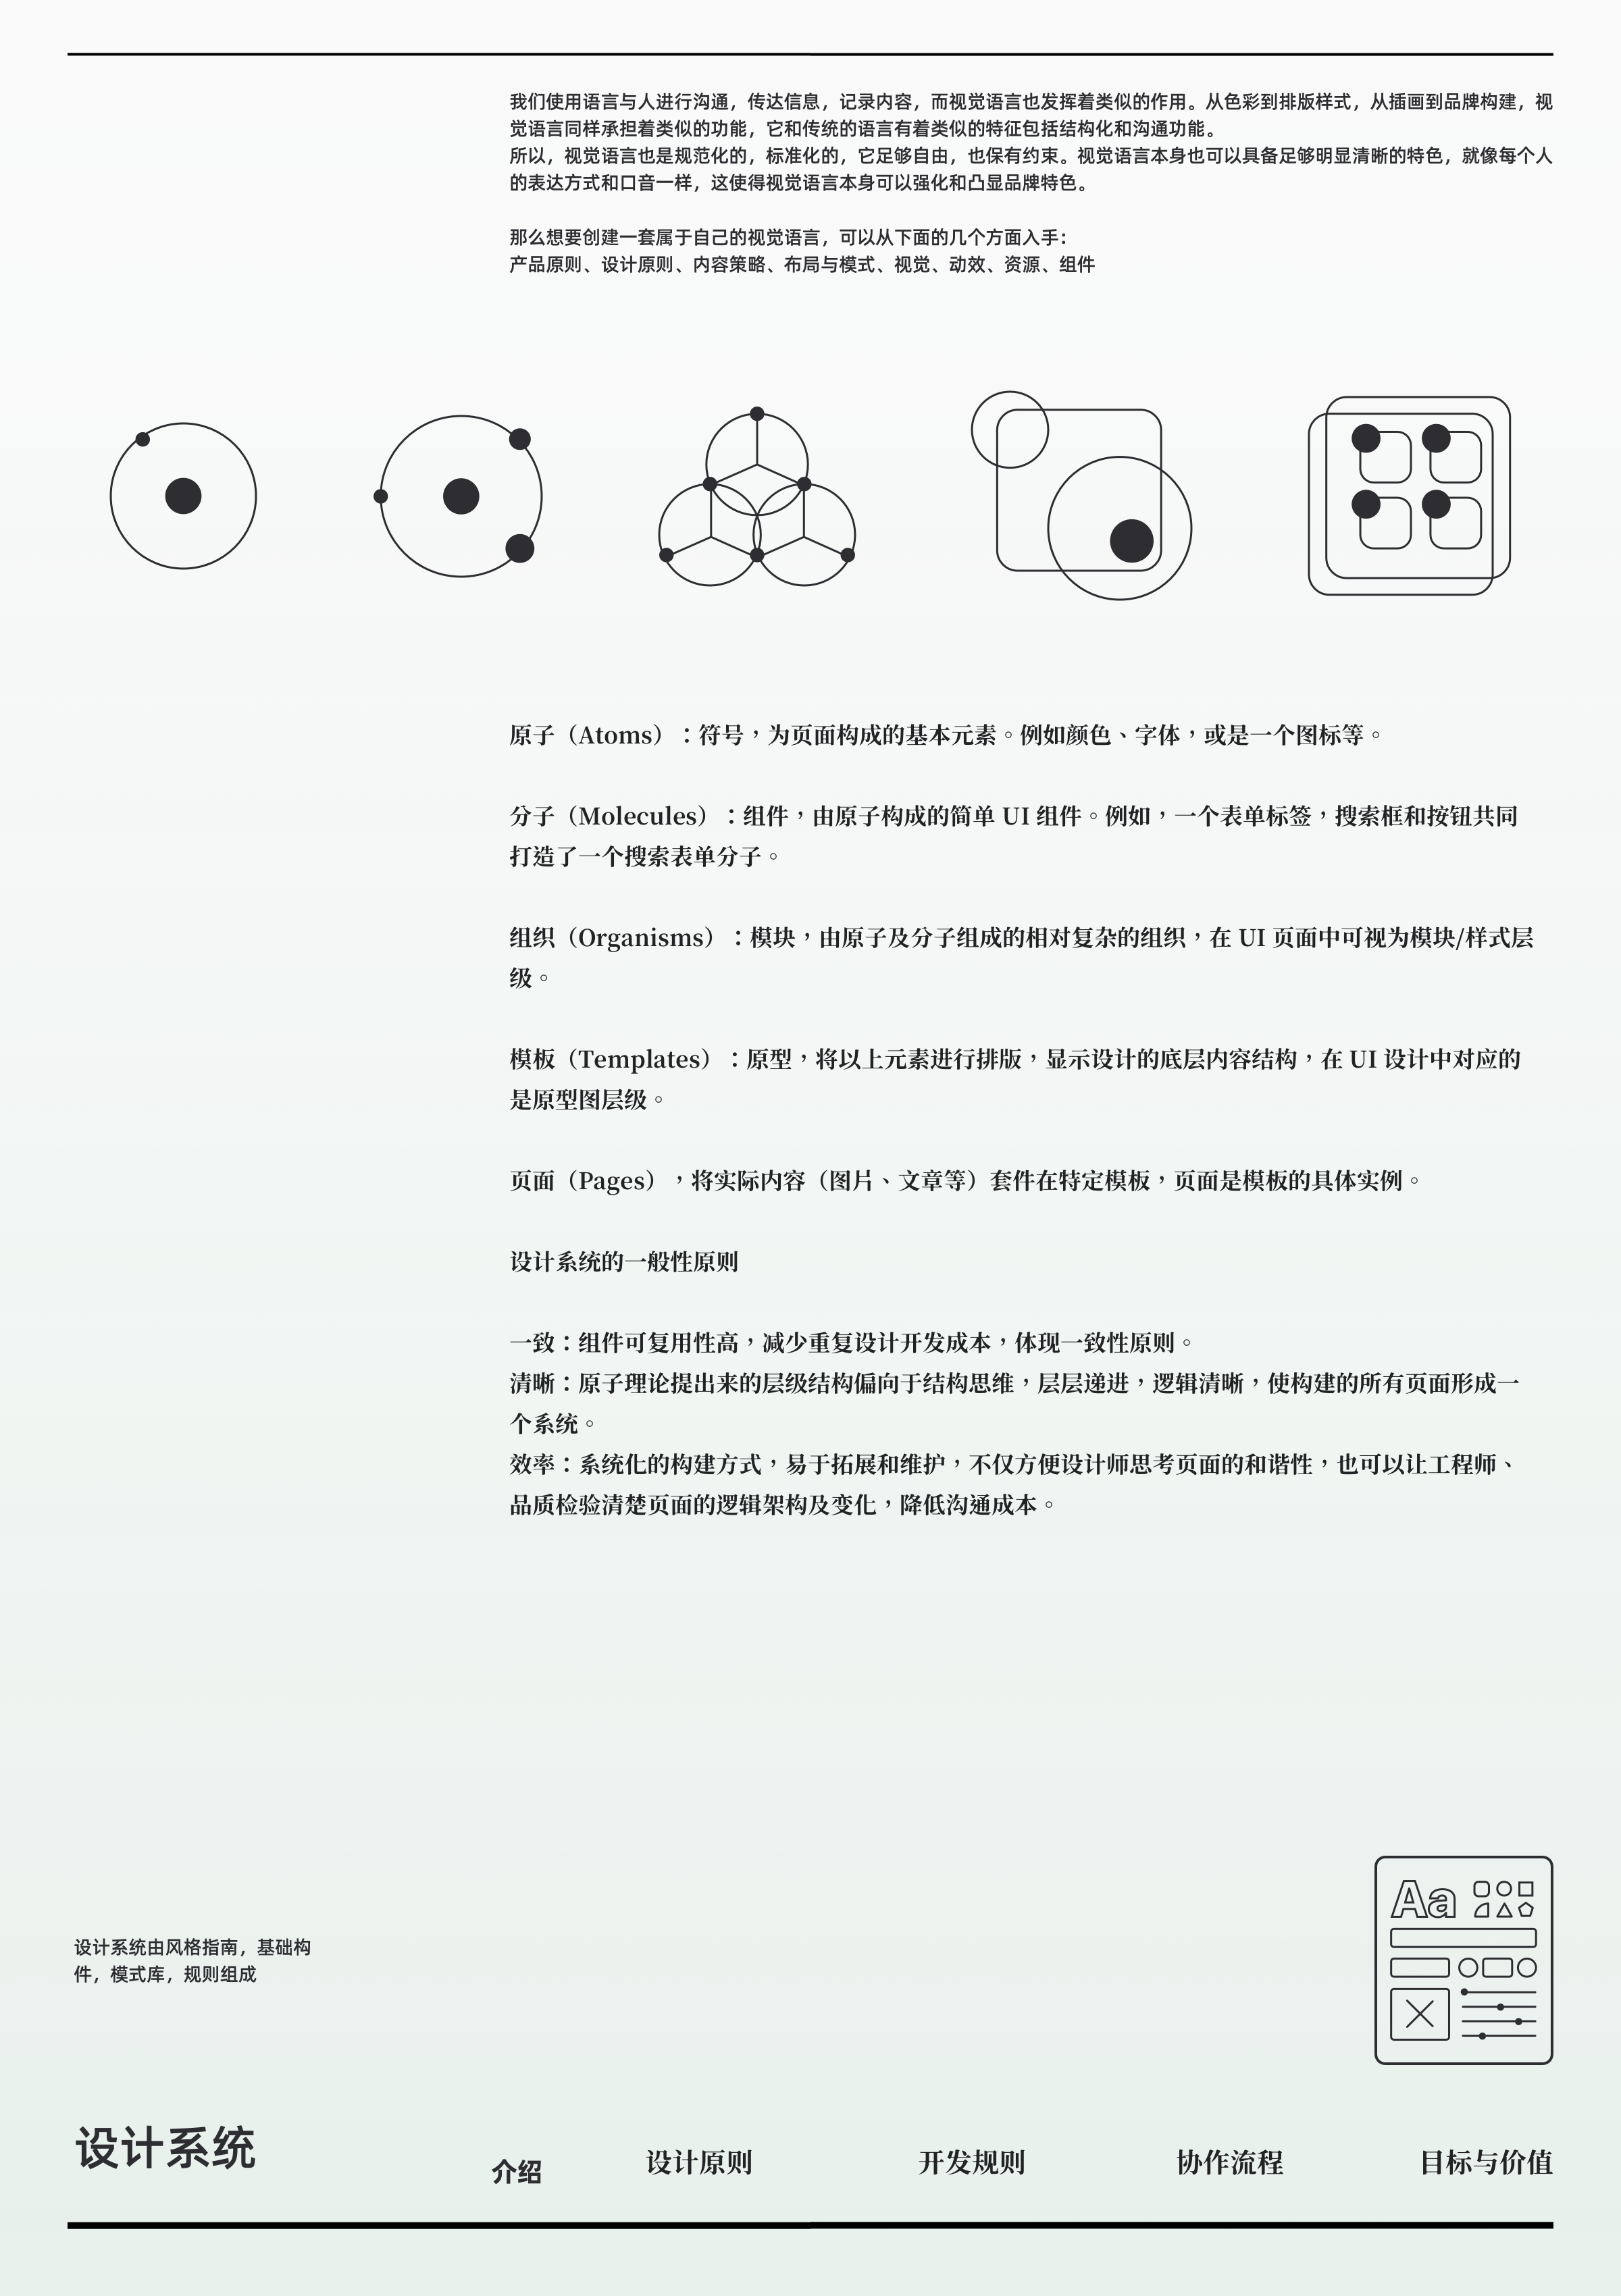 我们使用语言与人进行沟通，传达信息，记录内容，而视觉语言也发挥着类似的作用。从色彩到排版样式，从插画到品牌构建，视
觉语言同样承担着类似的功能，它和传统的语言有着类似的特征包括结构化和沟通功能。
所以，视觉语言也是规范化的，标准化的，它足够自由，也保有约束。视觉语言本身也可以具备足够明显清晰的特色，就像每个人
的表达方式和口音一样，这使得视觉语言本身可以强化和凸显品牌特色。
那么想要创建一套属于自己的视觉语言，可以从下面的几个方面入手：
产品原则、设计原则、内容策略、布局与模式、视觉、动效、资源、组件
原子（Atoms）：符号，为页面构成的基本元素。例如颜色、字体，或是一个图标等。
分子（Molecules）：组件，由原子构成的简单 UI 组件。例如，一个表单标签，搜索框和按钮共同
打造了一个搜索表单分子。
组织（Organisms）：模块，由原子及分子组成的相对复杂的组织，在 UI 页面中可视为模块/样式层
级。
模板（Templates）：原型，将以上元素进行排版，显示设计的底层内容结构，在 UI 设计中对应的
是原型图层级。
页面（Pages），将实际内容（图片、文章等）套件在特定模板，页面是模板的具体实例。
设计系统的一般性原则
一致：组件可复用性高，减少重复设计开发成本，体现一致性原则。
清晰：原子理论提出来的层级结构偏向于结构思维，层层递进，逻辑清晰，使构建的所有页面形成一
个系统。
效率：系统化的构建方式，易于拓展和维护，不仅方便设计师思考页面的和谐性，也可以让工程师、
品质检验清楚页面的逻辑架构及变化，降低沟通成本。
Aa
设计系统由风格指南，基础构
件，模式库，规则组成
设计系统
介绍
设计原则
开发规则
协作流程
目标与价值